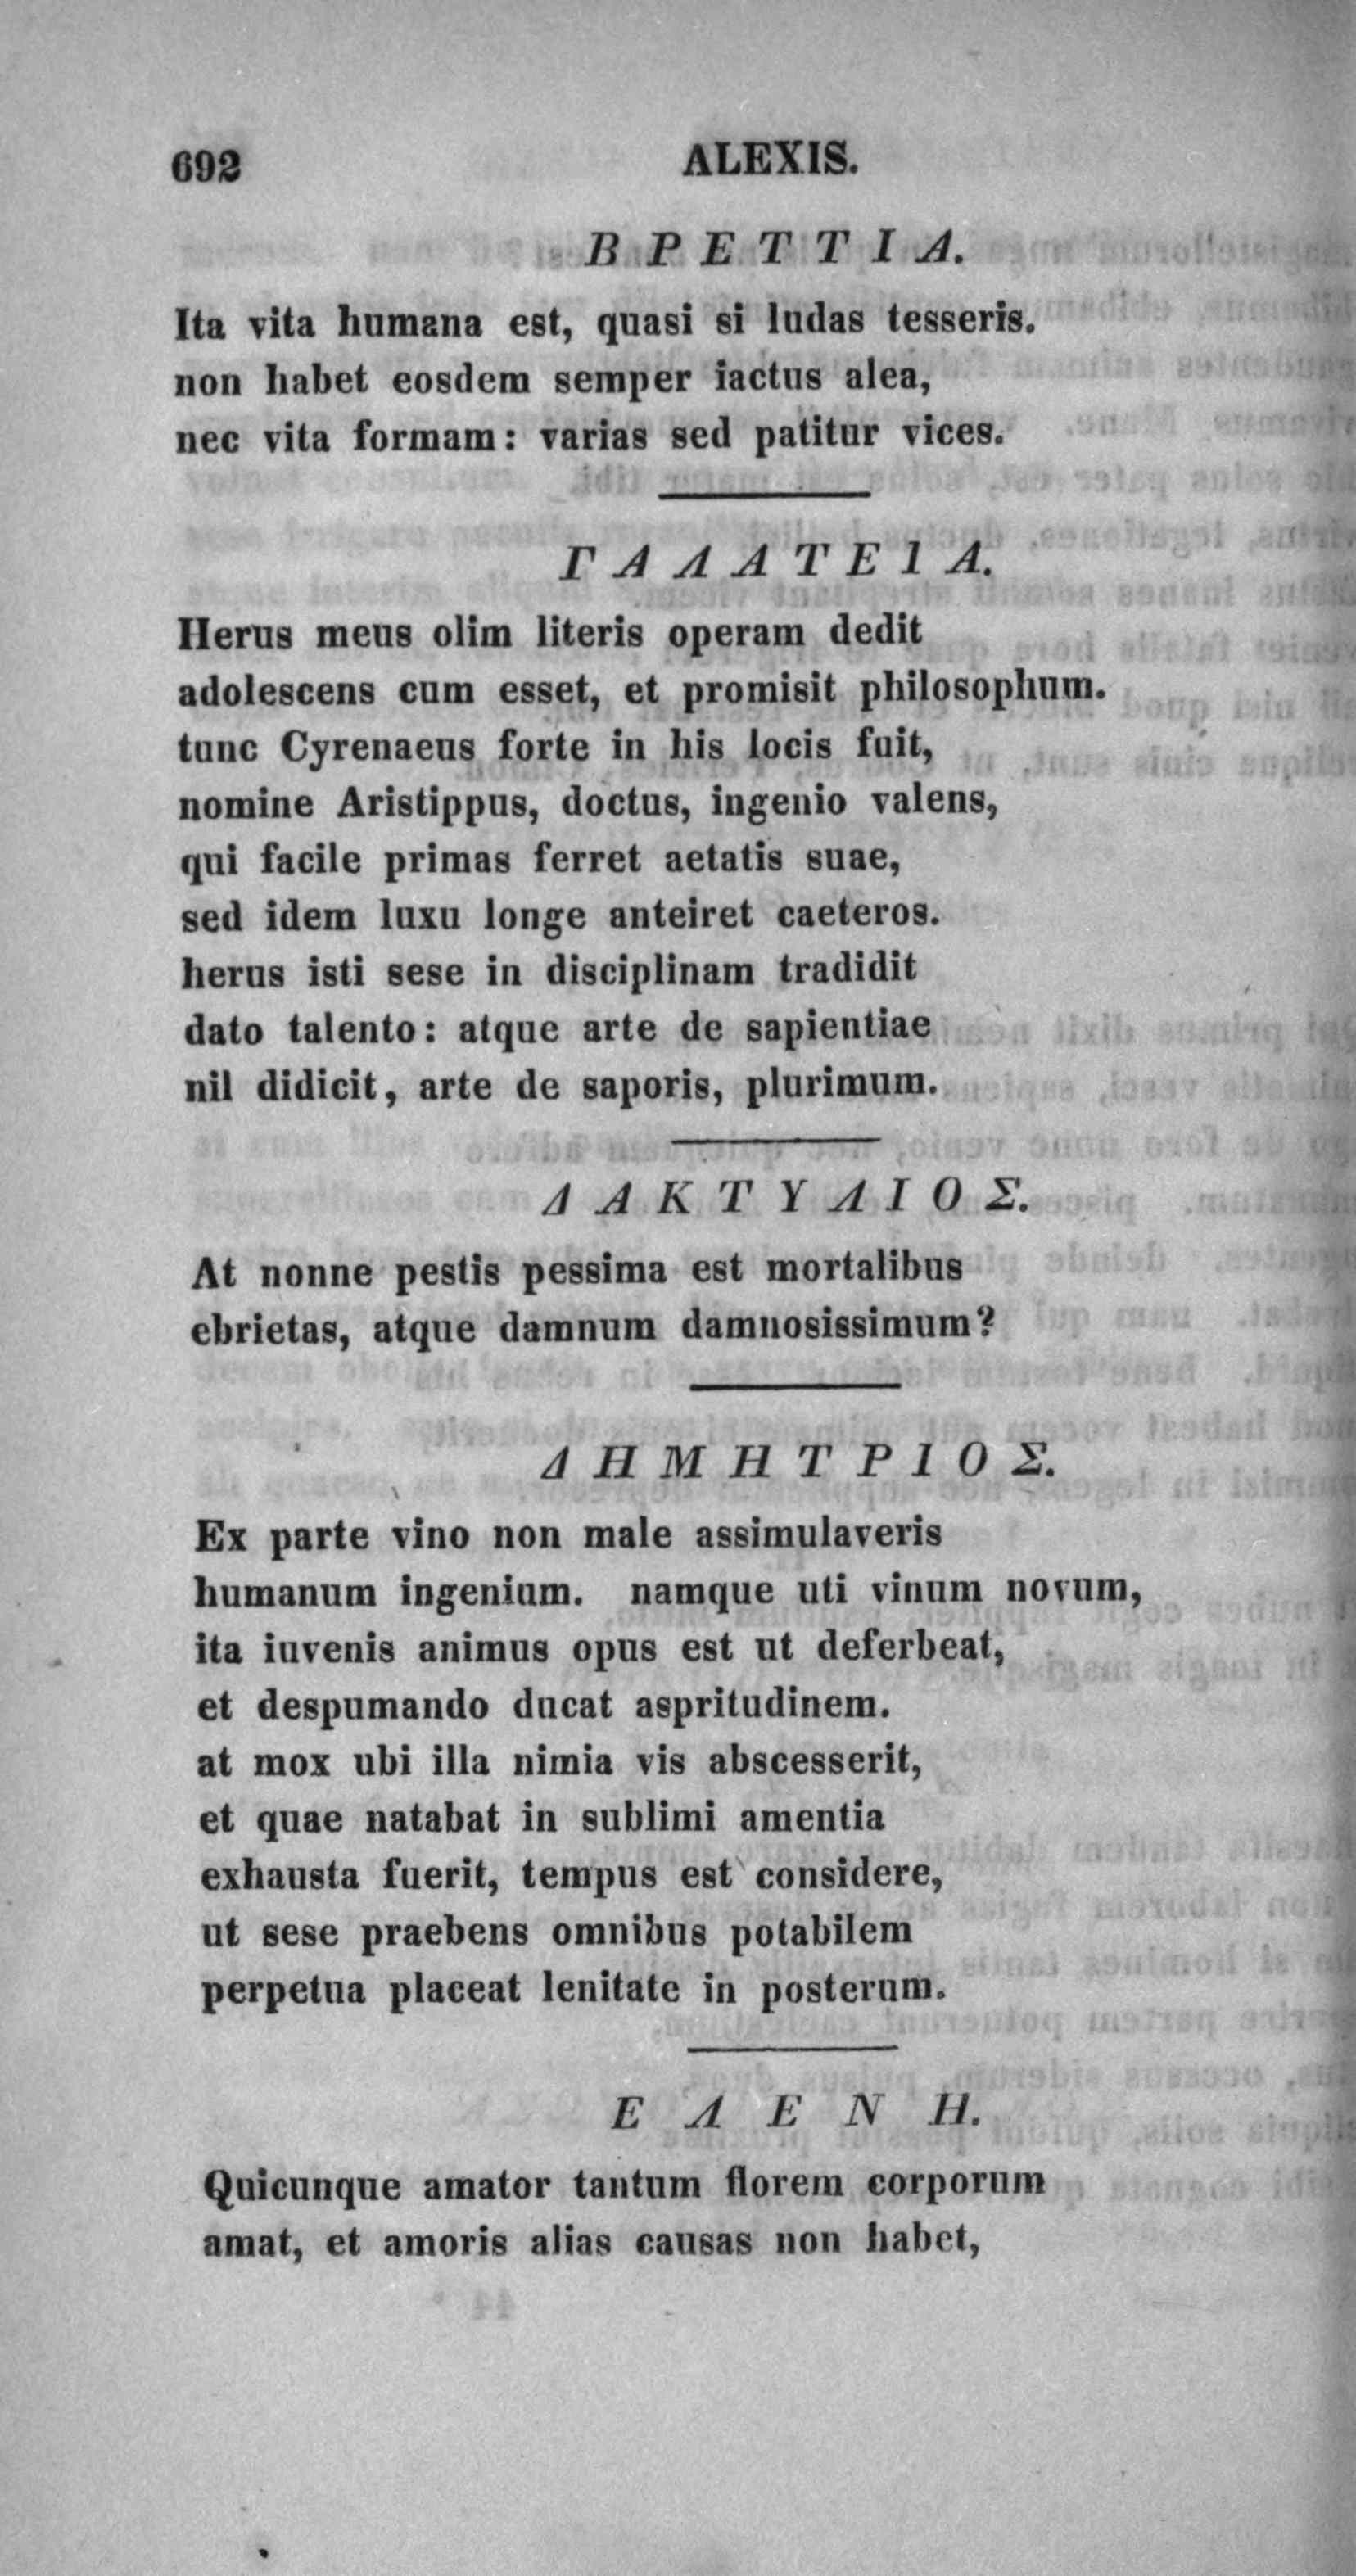 692 ALEXIS.
ΒΡΕΤΤΙΑ.
Ita vita humana est, quasi si ludas tesseris.
non habet eosdem semper iactus alea,
nec vita formam: varias sed patitur vices.
ΓΑΛΑΤΕΙΑ.
Herus meus olim literis operam dedit
adolescens cum esset, et promisit philosophum.
tunc Cyrenaeus forte in his locis fuit,
nomine Aristippus, doctus, ingenio valens,
qui facile primas ferret aetatis suae,
sed idem luxu longe anteiret caeteros.
herus isti sese in disciplinam tradidit
dato talento: atque arte de sapientiae
nil didicit, arte de saporis, plurimum.
ΔΑΚΤΥΛΙΟΣ.
At nonne pestis pessima est mortalibus
ebrietas, atque damnum damnosissimum?
ΔΗΜΗΤΡΙΟΣ.
Ex parte vino non male assimulaveris
humanum ingenium. namque uti vinum novum,
ita iuvenis animus opus est ut deferbeat,
et despumando ducat aspritudinem.
at mox ubi illa nimia vis abscesserit,
et quae natabat in sublimi amentia
exhausta fuerit, tempus est considere,
ut sese praebens omnibus potabilem
perpetua placeat lenitate in posterum.
ΕΛΕΝΗ.
Quicunque amator tantum florem corporum
amat, et amoris alias causas non habet,